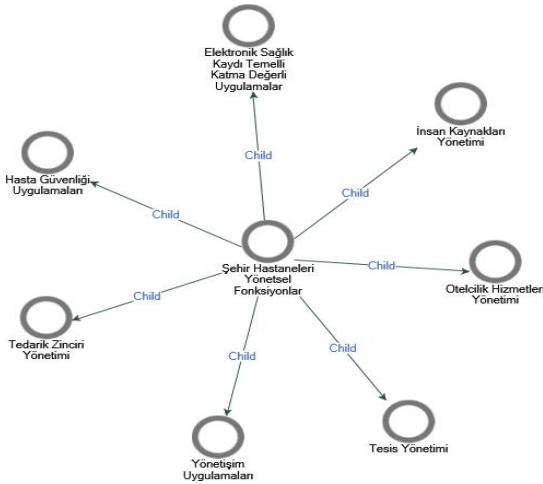 Elektronik Sağlık
Kaydı Temelli
Katma Değerli
Uygulamalar
İnsan Kaynakları
Yönetimi
Child
Child
Hasta Güvenliği
Uygulamaları
Child
Şehir Hastaneleri
Yönetsel
Fonksiyonlar
Child
Otelcilik Hizmetleri
Yönetimi
Child
Tedarik Zinciri
Yönetimi
Child
Child
Tesis Yönetimi
Yönetişim
Uygulamaları